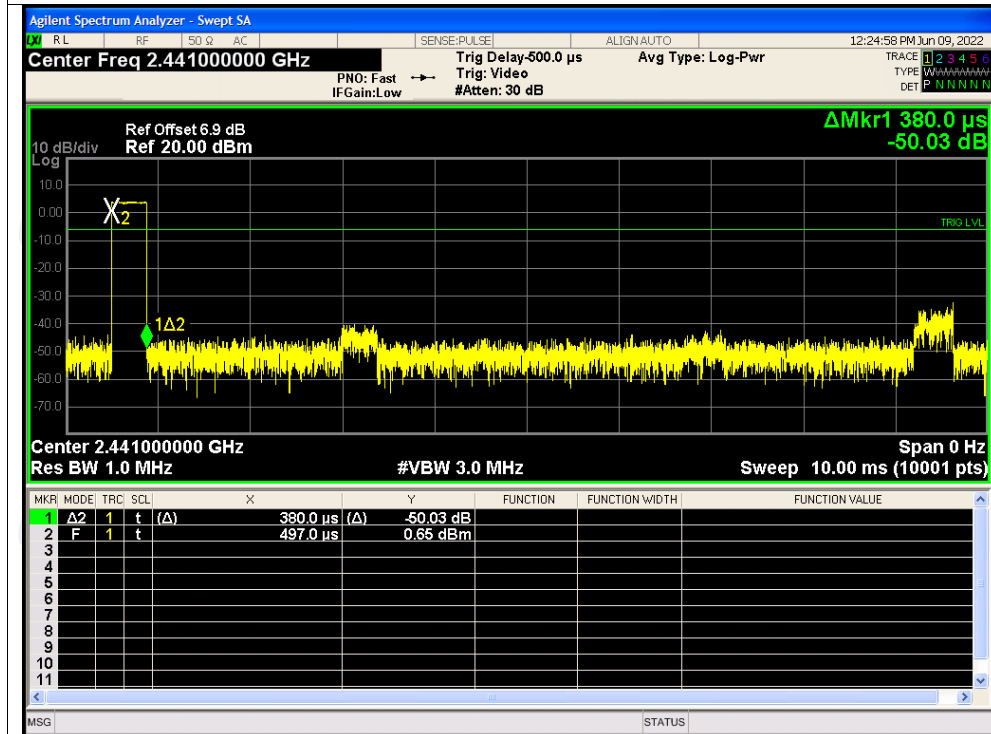 Agilent Spectrum Analyzer - Swept SA
LXI RL RF 50 Ω AC SENSE:PULSE ALIGN AUTO 12:24:58 PM Jun 09, 2022
Center Freq 2.441000000 GHz
PNO: Fast
IFGain:Low
Trig Delay-500.0 µs
Trig: Video
#Atten: 30 dB
Avg Type: Log-Pwr
TRACE 1 2 3 4 5 6
TYPE W
DET P N N N N N
ΔMkr1 380.0 µs
-50.03 dB
Ref Offset 6.9 dB
10 dB/div Ref 20.00 dBm
Log
10.0
0.00
-10.0
-20.0
-30.0
-40.0
-50.0
-60.0
-70.0
2
1Δ2
TRIG LVL
Center 2.441000000 GHz Span 0 Hz
Res BW 1.0 MHz #VBW 3.0 MHz Sweep 10.00 ms (10001 pts)
MKR MODE TRC SCL X Y FUNCTION FUNCTION WIDTH FUNCTION VALUE
1 Δ2 1 t (Δ) 380.0 µs (Δ) -50.03 dB
2 F 1 t 497.0 µs 0.65 dBm
3
4
5
6
7
8
9
10
11
MSG STATUS